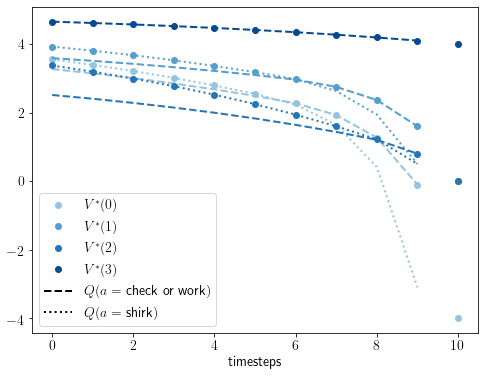 4
2
0
−2
−4
V*(0)
V*(1)
V*(2)
V*(3)
Q(a = check or work)
Q(a = shirk)
0 2 4 6 8 10
timesteps